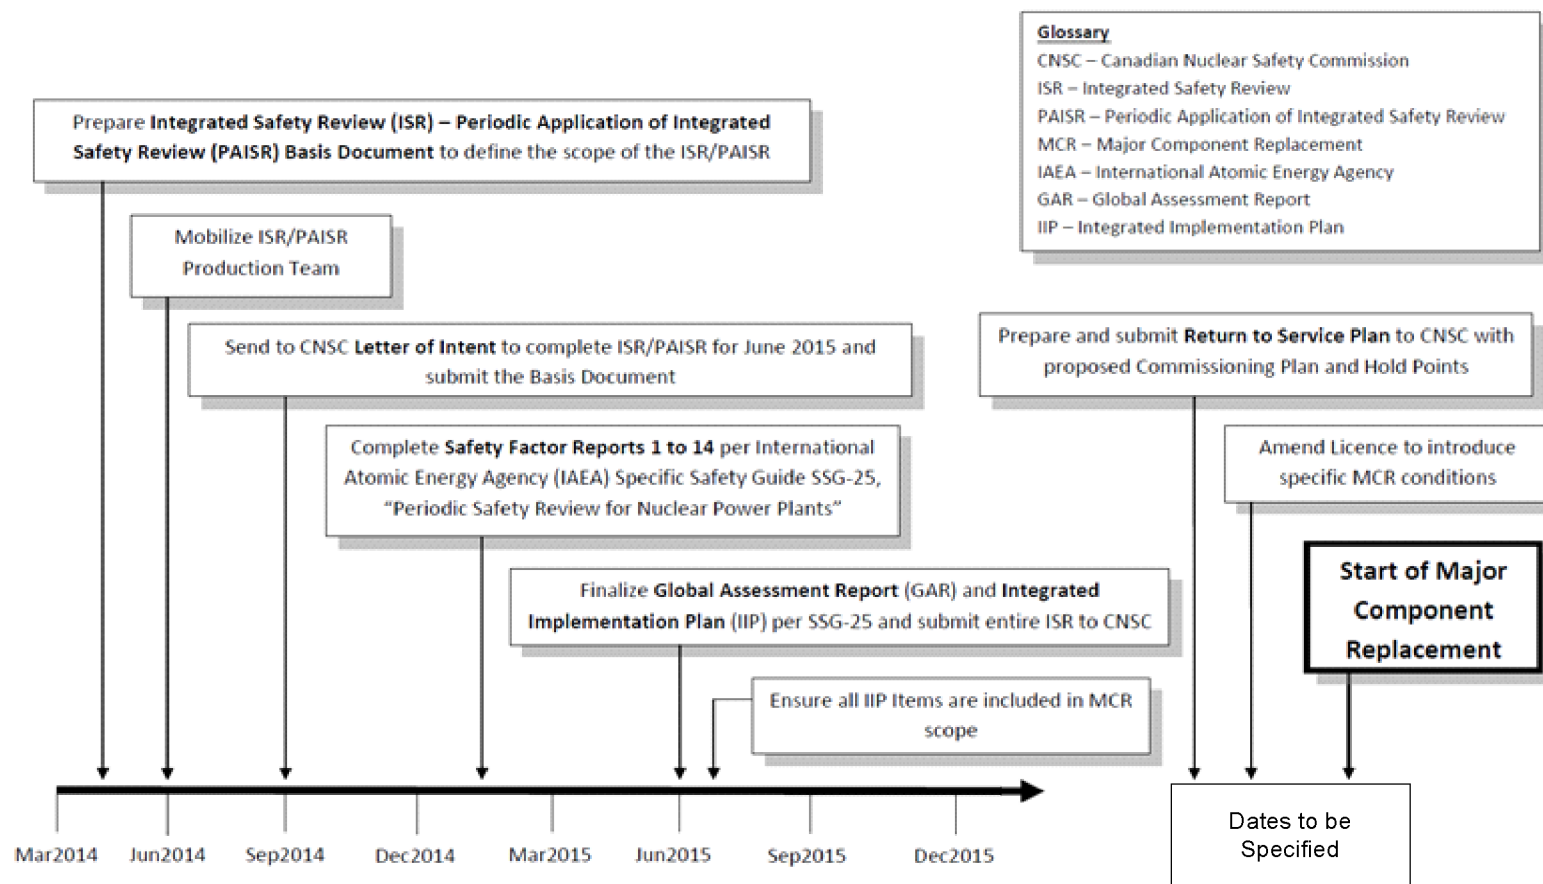 Glossary
CNSC – Canadian Nuclear Safety Commission
ISR – Integrated Safety Review
PAISR – Periodic Application of Integrated Safety Review
MCR – Major Component Replacement
IAEA – International Atomic Energy Agency
GAR – Global Assessment Report
IIP – Integrated Implementation Plan
Prepare Integrated Safety Review (ISR) – Periodic Application of Integrated
Safety Review (PAISR) Basis Document to define the scope of the ISR/PAISR
Mobilize ISR/PAISR
Production Team
Send to CNSC Letter of Intent to complete ISR/PAISR for June 2015 and
submit the Basis Document
Complete Safety Factor Reports 1 to 14 per International
Atomic Energy Agency (IAEA) Specific Safety Guide SSG-25,
“Periodic Safety Review for Nuclear Power Plants”
Finalize Global Assessment Report (GAR) and Integrated
Implementation Plan (IIP) per SSG-25 and submit entire ISR to CNSC
Ensure all IIP Items are included in MCR
scope
Prepare and submit Return to Service Plan to CNSC with
proposed Commissioning Plan and Hold Points
Amend Licence to introduce
specific MCR conditions
Start of Major
Component
Replacement
Mar2014 Jun2014 Sep2014 Dec2014 Mar2015 Jun2015 Sep2015 Dec2015
Dates to be
Specified